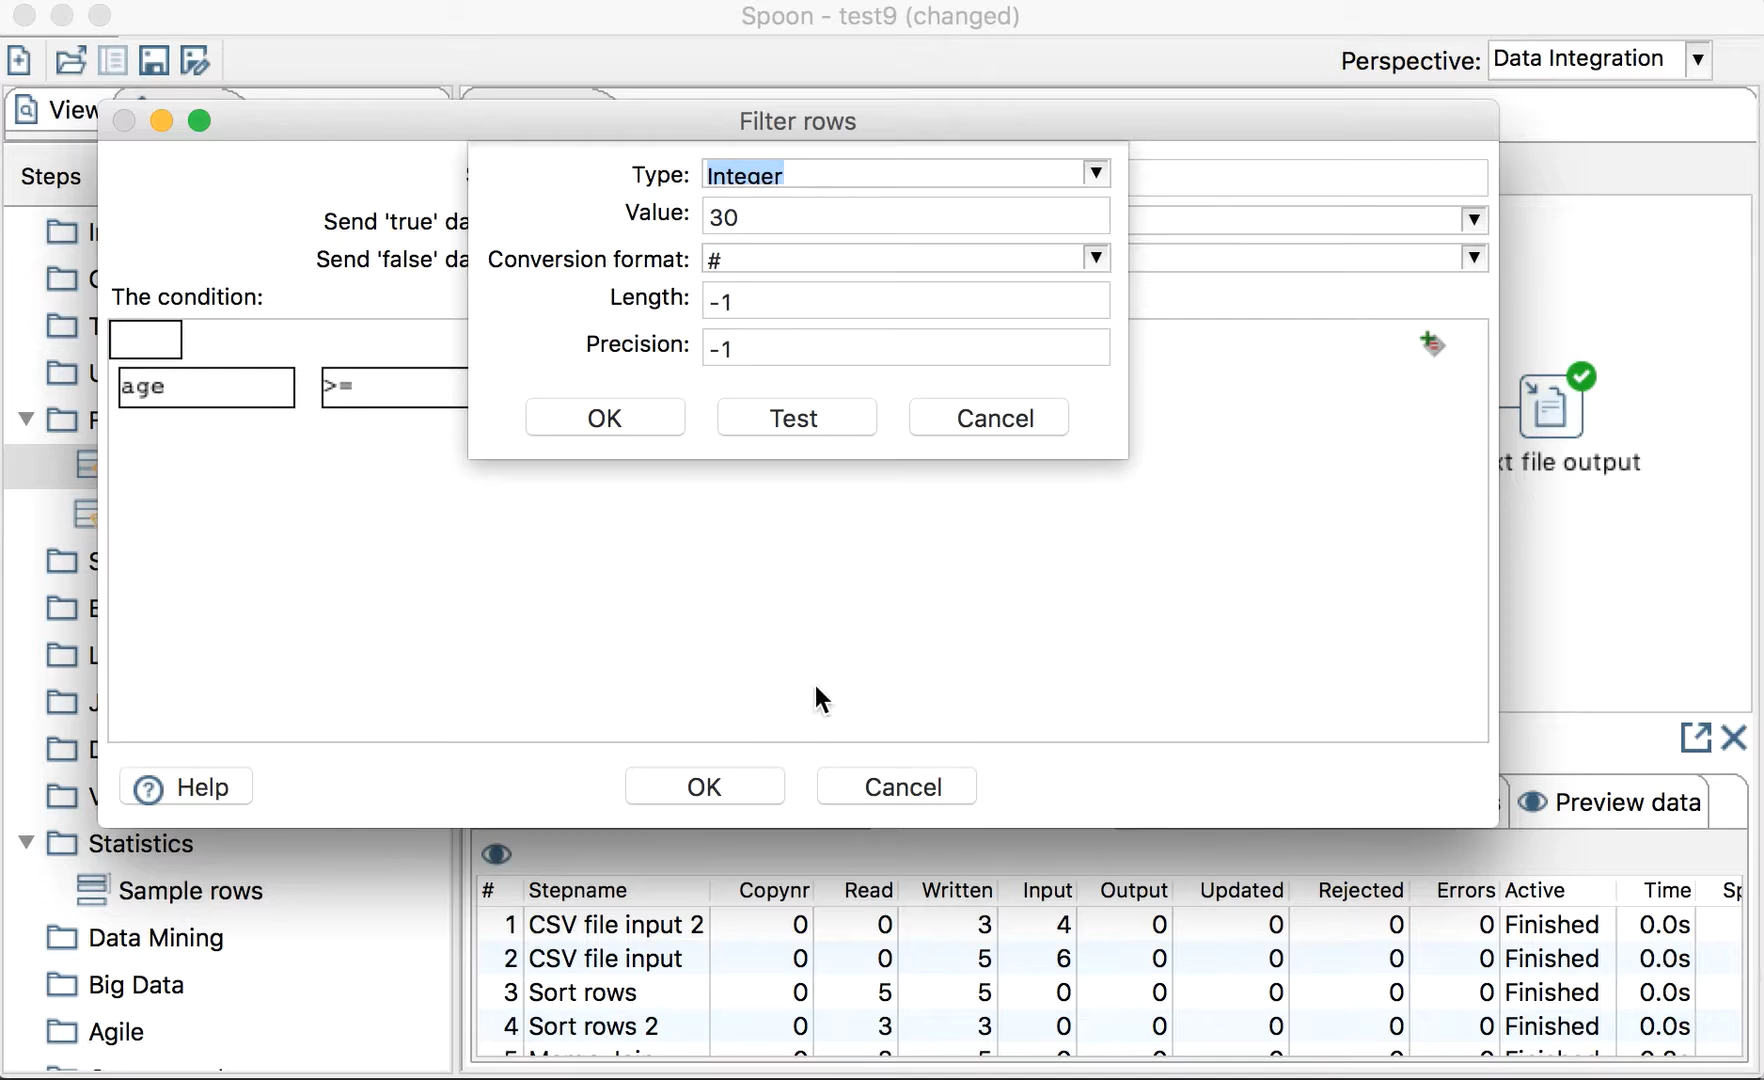 Spoon - test9 (changed)
Perspective: Data Integration
View
Filter rows
Steps
Type: Integer
Value: 30
Send 'true' da
Send 'false' da
Conversion format: #
The condition:
Length: -1
Precision: -1
age >=
OK Test Cancel
xt file output
Help OK Cancel
Preview data
Statistics
Sample rows
Data Mining
Big Data
Agile
# Stepname Copynr Read Written Input Output Updated Rejected Errors Active Time Sp
1 CSV file input 2 0 0 3 4 0 0 0 0 Finished 0.0s
2 CSV file input 0 0 5 6 0 0 0 0 Finished 0.0s
3 Sort rows 0 5 5 0 0 0 0 0 Finished 0.0s
4 Sort rows 2 0 3 3 0 0 0 0 0 Finished 0.0s